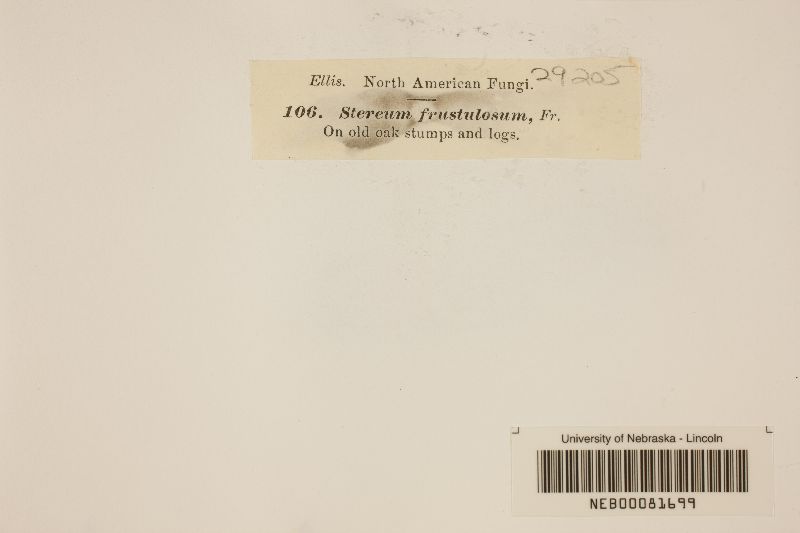 Ellis. North American Fungi. 29205
106. Stereum frustulosum, Fr.
On old oak stumps and logs.
University of Nebraska - Lincoln
NEB00081699